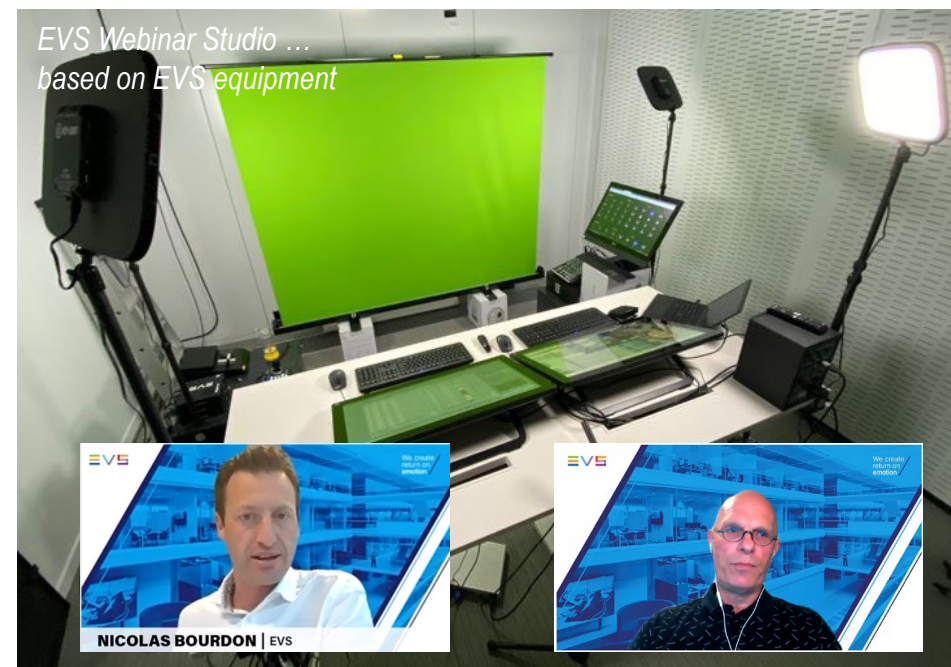 EVS Webinar Studio …
based on EVS equipment
EVS
EVS
We create
return on
emotion
NICOLAS BOURDON | EVS
EVS
We create
return on
emotion